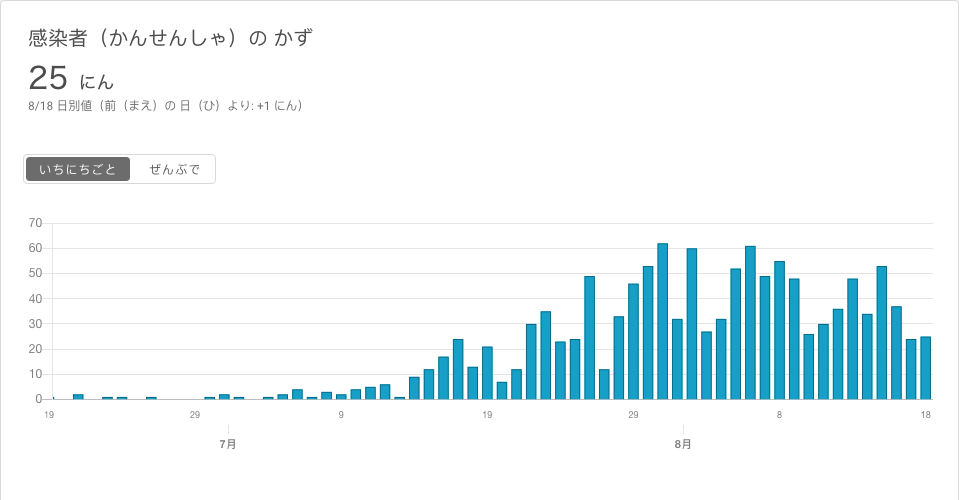 感染者（かんせんしゃ）の かず
25 にん
8/18 日別値（前（まえ）の 日（ひ）より: +1 にん）
いちにちごと ぜんぶで
70
60
50
40
30
20
10
0
19 29 9 19 29 8 18
7月 8月